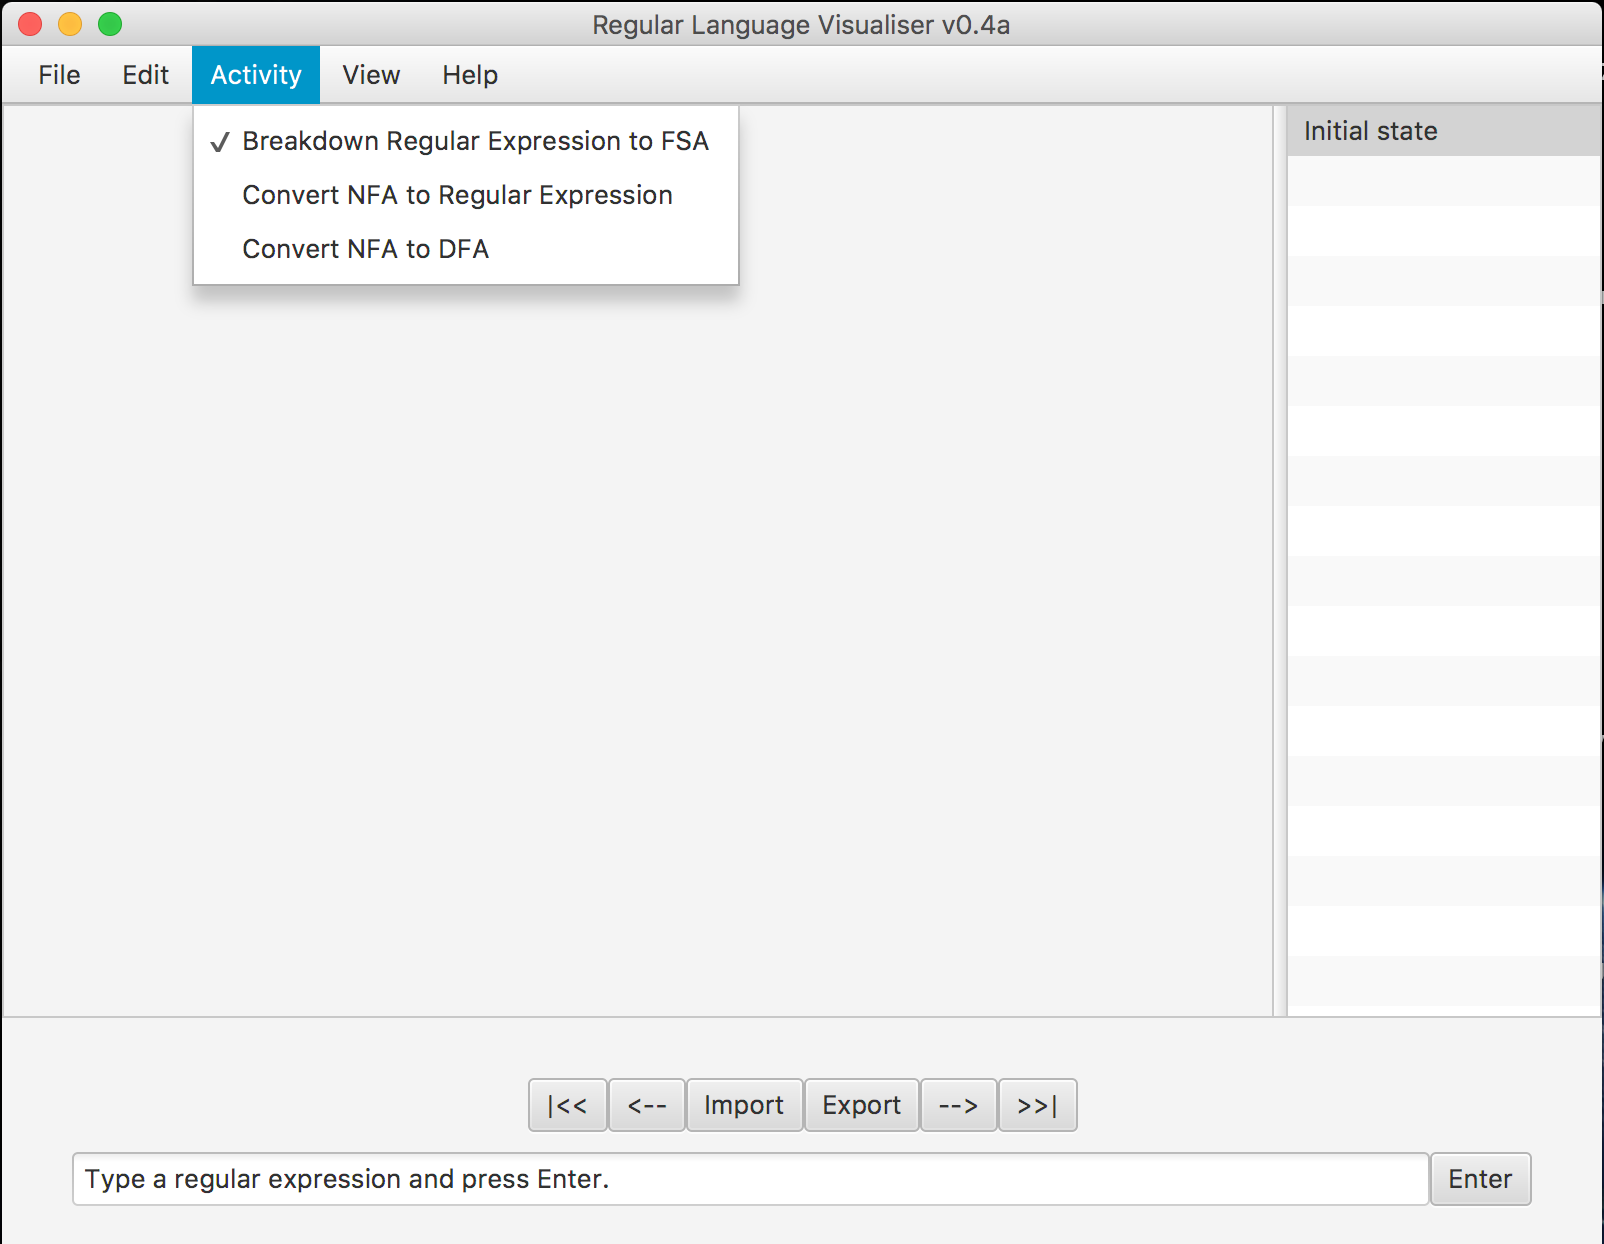 Regular Language Visualiser v0.4a
File Edit Activity View Help
✓ Breakdown Regular Expression to FSA
Convert NFA to Regular Expression
Convert NFA to DFA
Initial state
|<< <-- Import Export --> >>|
Type a regular expression and press Enter. Enter